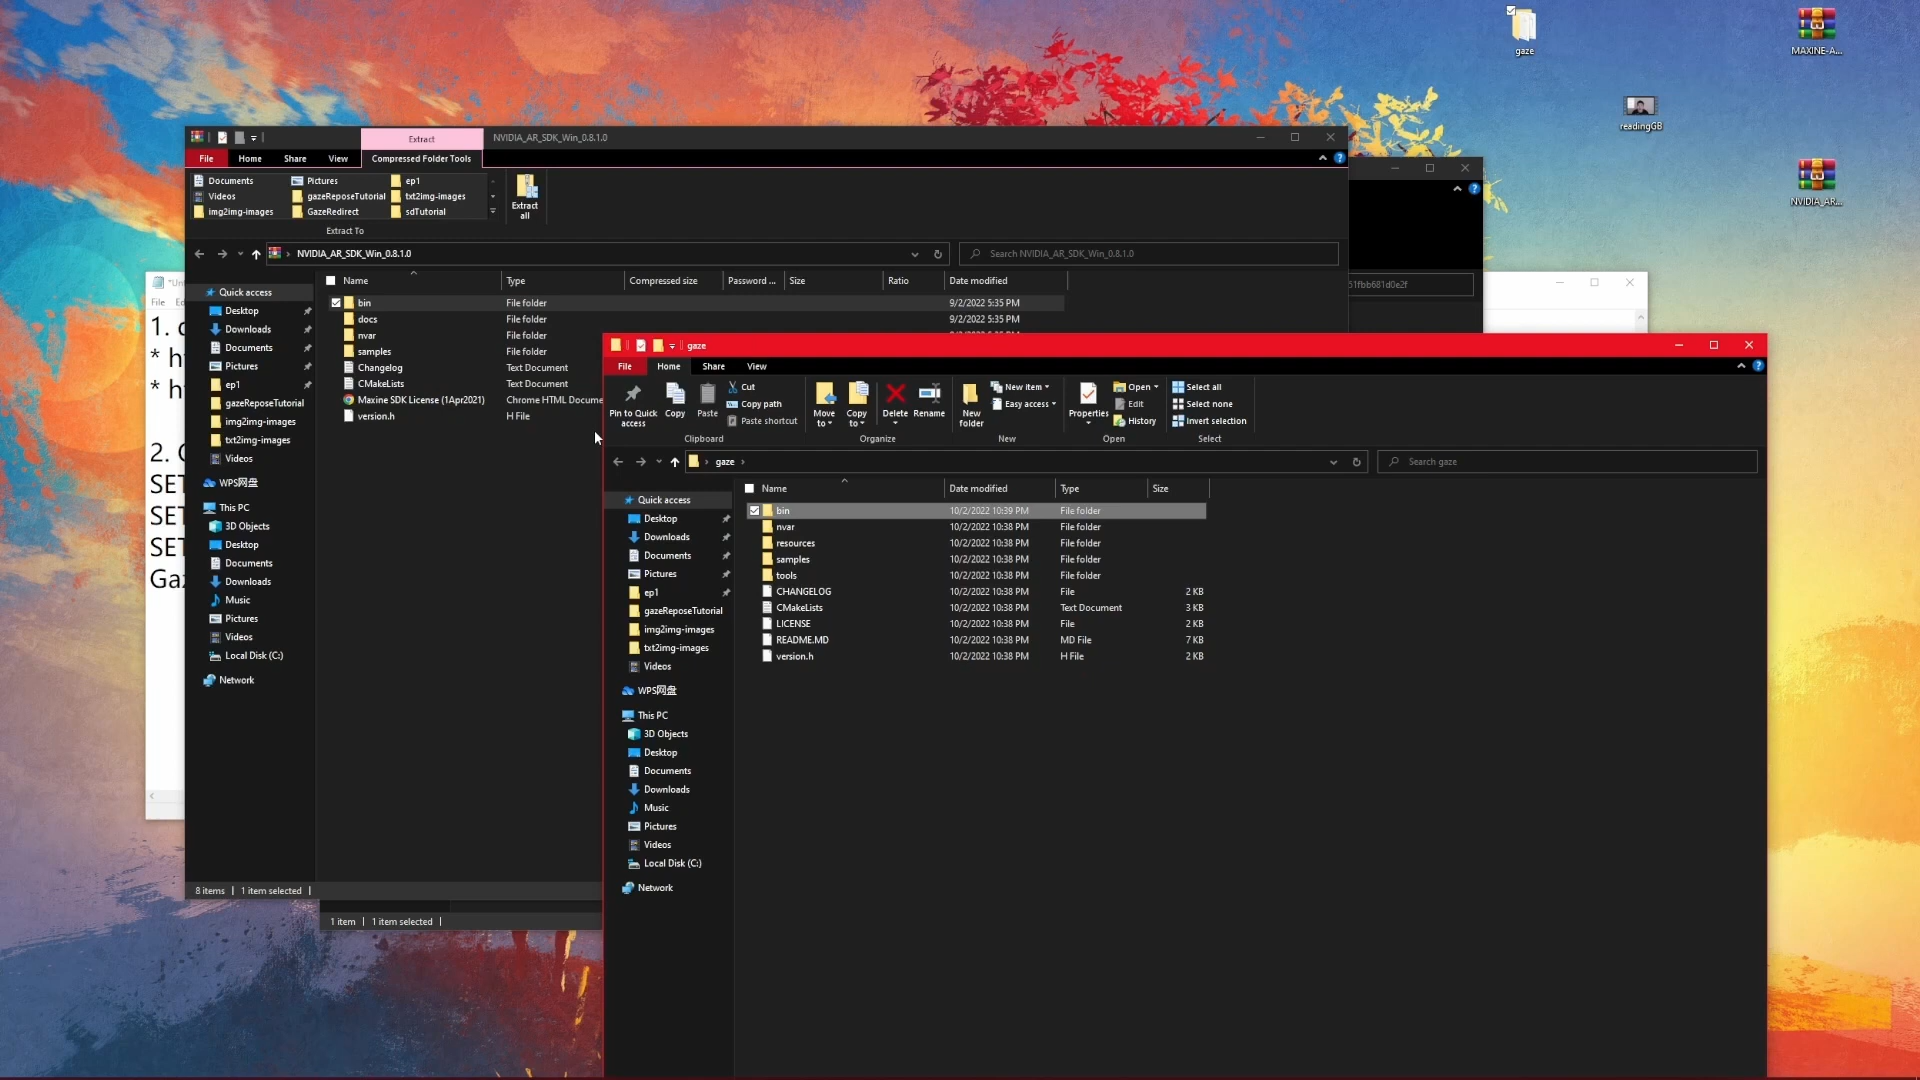 gaze
MAXINE-A...
readingGB
NVIDIA_AR...
Extract
NVIDIA_AR_SDK_Win_0.8.1.0
File Home Share View Compressed Folder Tools
Documents Pictures ep1
Videos gazeReposeTutorial txt2img-images
img2img-images GazeRedirect sdTutorial
Extract To
Extract all
NVIDIA_AR_SDK_Win_0.8.1.0
Search NVIDIA_AR_SDK_Win_0.8.1.0
Name Type Compressed size Password ... Size Ratio Date modified
bin File folder 9/2/2022 5:35 PM
docs File folder 9/2/2022 5:35 PM
nvar File folder
samples File folder
Changelog Text Document
CMakeLists Text Document
Maxine SDK License (1Apr2021) Chrome HTML Docume
version.h H File
Quick access
Desktop
Downloads
Documents
Pictures
ep1
gazeReposeTutorial
img2img-images
txt2img-images
Videos
WPS网盘
This PC
3D Objects
Desktop
Documents
Downloads
Music
Pictures
Videos
Local Disk (C:)
Network
8 items 1 item selected
1 item 1 item selected
51fbb681d0e2f
File
1.
* h
* h
2.
SET
SET
SET
Gaz
gaze
File Home Share View
Pin to Quick access
Copy
Paste
Cut
Copy path
Paste shortcut
Clipboard
Move to
Copy to
Delete
Rename
Organize
New folder
New item
Easy access
New
Properties
Open
Edit
History
Open
Select all
Select none
Invert selection
Select
gaze
Search gaze
Name Date modified Type Size
bin 10/2/2022 10:39 PM File folder
nvar 10/2/2022 10:38 PM File folder
resources 10/2/2022 10:38 PM File folder
samples 10/2/2022 10:38 PM File folder
tools 10/2/2022 10:38 PM File folder
CHANGELOG 10/2/2022 10:38 PM File 2 KB
CMakeLists 10/2/2022 10:38 PM Text Document 3 KB
LICENSE 10/2/2022 10:38 PM File 2 KB
README.MD 10/2/2022 10:38 PM MD File 7 KB
version.h 10/2/2022 10:38 PM H File 2 KB
Quick access
Desktop
Downloads
Documents
Pictures
ep1
gazeReposeTutorial
img2img-images
txt2img-images
Videos
WPS网盘
This PC
3D Objects
Desktop
Documents
Downloads
Music
Pictures
Videos
Local Disk (C:)
Network